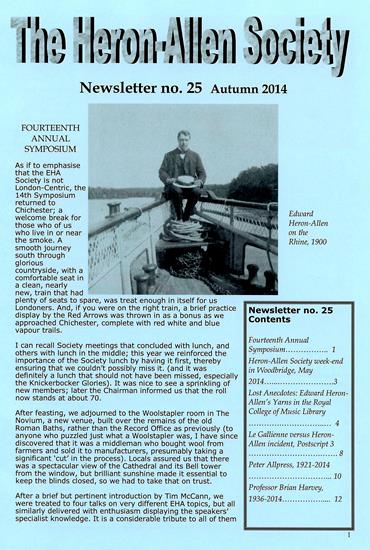 The Heron-Allen Society
Newsletter no. 25 Autumn 2014
FOURTEENTH
ANNUAL
SYMPOSIUM
As if to emphasise
that the EHA
Society is not
London-Centric, the
14th Symposium
returned to
Chichester; a
welcome break for
those who of us
who live in or near
the smoke. A
smooth journey
south through
glorious
countryside, with a
comfortable seat in
a clean, nearly
new, train that had
plenty of seats to spare, was treat enough in itself for us
Londoners. And, if you were on the right train, a brief practice
display by the Red Arrows was thrown in as a bonus as we
approached Chichester, complete with red white and blue
vapour trails.
I can recall Society meetings that concluded with lunch, and
others with lunch in the middle; this year we reinforced the
importance of the Society lunch by having it first, thereby
ensuring that we couldn't possibly miss it. (and it was
definitely a lunch that should not have been missed, especially
the Knickerbocker Glories). It was nice to see a sprinkling of
new members; later the Chairman informed us that the roll
now stands at about 70.
After feasting, we adjourned to the Woolstapler room in The
Novium, a new venue, built over the remains of the old
Roman Baths, rather than the Record Office as previously (to
anyone who puzzled just what a Woolstapler was, I have since
discovered that it was a middleman who bought wool from
farmers and sold it to manufacturers, presumably taking a
significant 'cut' in the process). Locals assured us that there
was a spectacular view of the Cathedral and its Bell tower
from the window, but brilliant sunshine made it essential to
keep the blinds closed, so we had to take that on trust.
After a brief but pertinent introduction by Tim McCann, we
were treated to four talks on very different EHA topics, but all
similarly delivered with enthusiasm displaying the speakers'
specialist knowledge. It is a considerable tribute to all of them
Edward
Heron-Allen
on the
Rhine, 1900
Newsletter no. 25
Contents
Fourteenth Annual
Symposium…………….. 1
Heron-Allen Society week-end
in Woodbridge, May
2014….……………………3
Lost Anecdotes: Edward Heron-
Allen's Yarns in the Royal
College of Music Library
………………………….… 4
Le Gallienne versus Heron-
Allen incident, Postscript 3
…………………………….. 8
Peter Allpress, 1921-2014
………………………….. 10
Professor Brian Harvey,
1936-2014……………..... 12
1